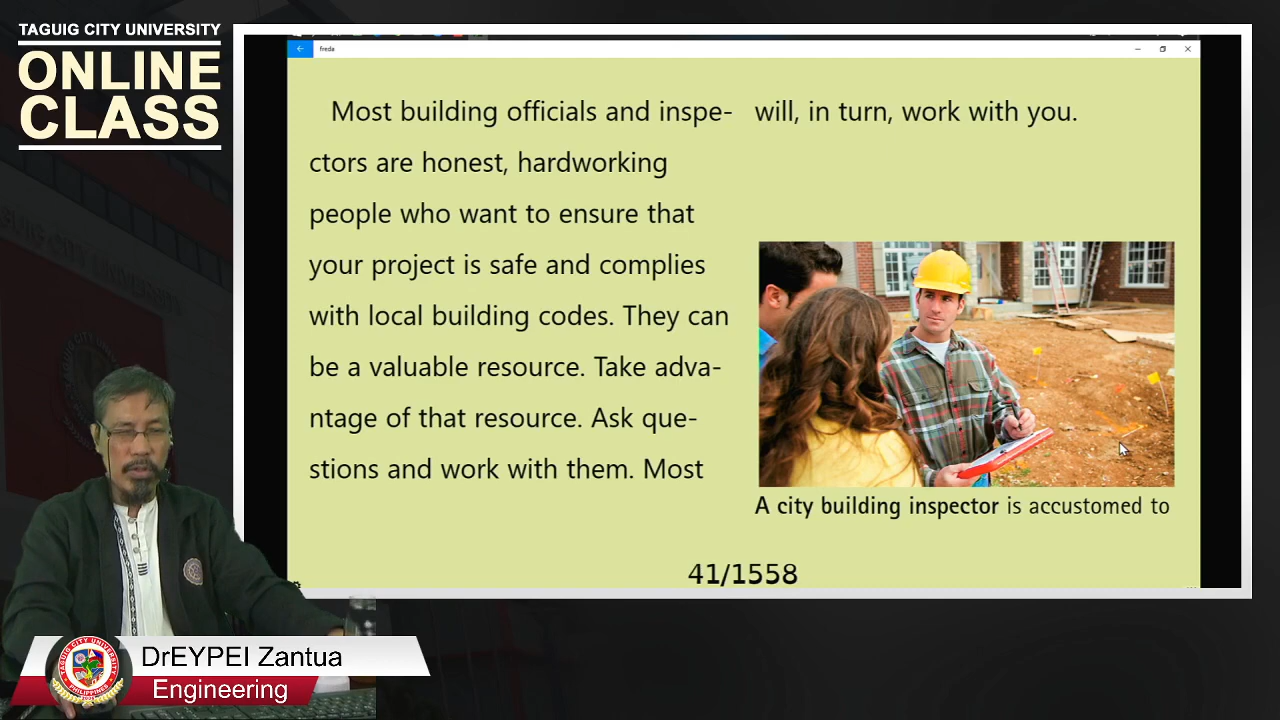 TAGUIG CITY UNIVERSITY
ONLINE
CLASS
Freda
Most building officials and inspe-
ctors are honest, hardworking
people who want to ensure that
your project is safe and complies
with local building codes. They can
be a valuable resource. Take adva-
ntage of that resource. Ask que-
stions and work with them. Most
will, in turn, work with you.
A city building inspector is accustomed to
41/1558
DrEYPEI Zantua
Engineering